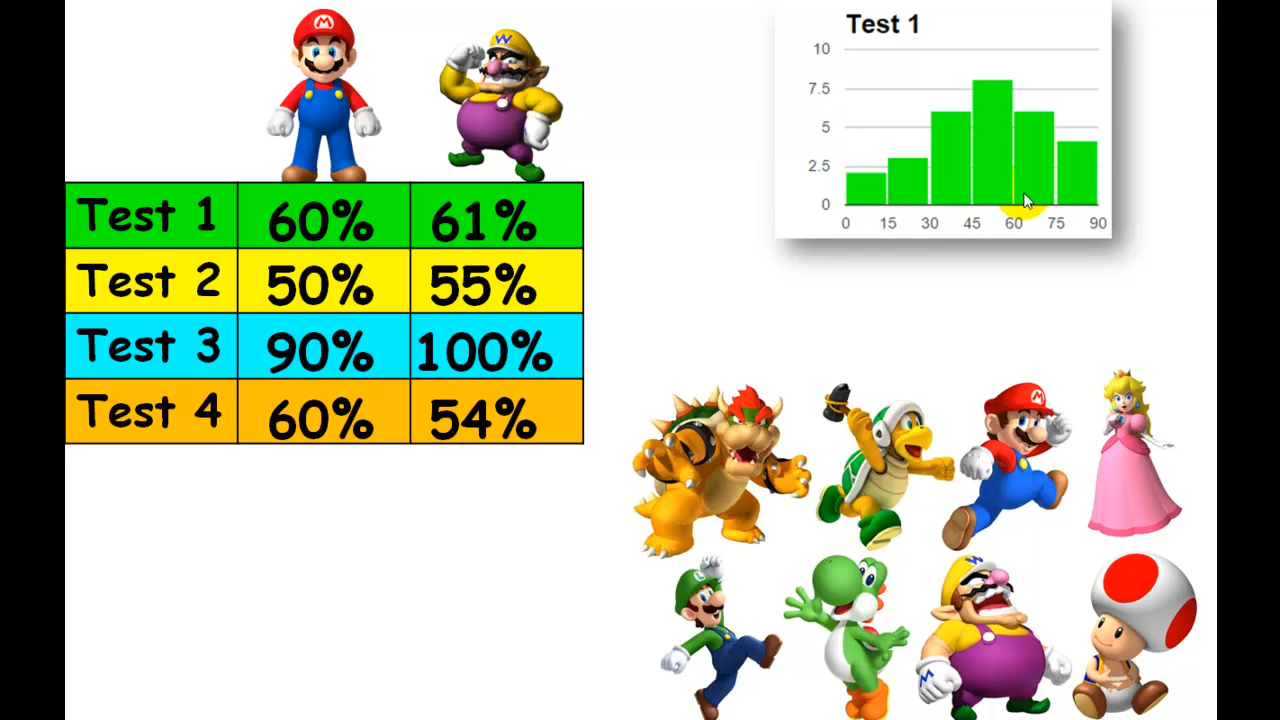 Test 1 60% 61%
Test 2 50% 55%
Test 3 90% 100%
Test 4 60% 54%
Test 1
10
7.5
5
2.5
0
0 15 30 45 60 75 90
M
W
M
L
W